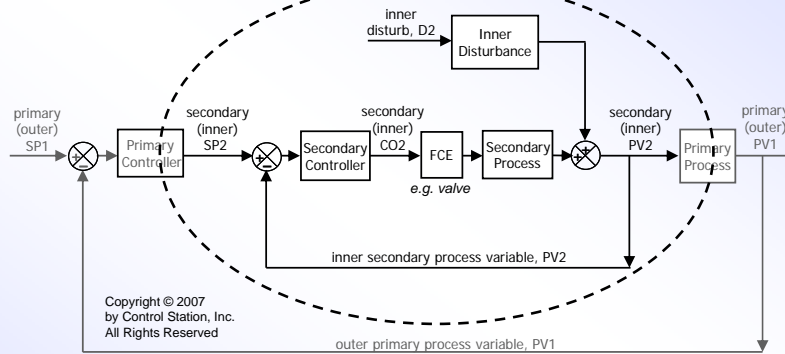 inner
disturb, D2
Inner
Disturbance
primary
(outer)
SP1
Primary
Controller
secondary
(inner)
SP2
Secondary
Controller
secondary
(inner)
CO2
FCE
e.g. valve
Secondary
Process
secondary
(inner)
PV2
Primary
Process
primary
(outer)
PV1
+
-
+
-
+
+
inner secondary process variable, PV2
Copyright © 2007
by Control Station, Inc.
All Rights Reserved
outer primary process variable, PV1